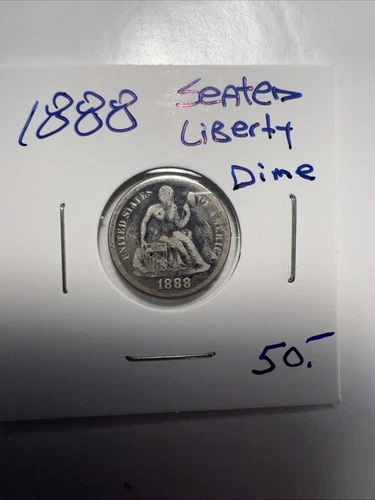 1888 Seated
Liberty
Dime
UNITED STATES OF AMERICA
1888
50.-